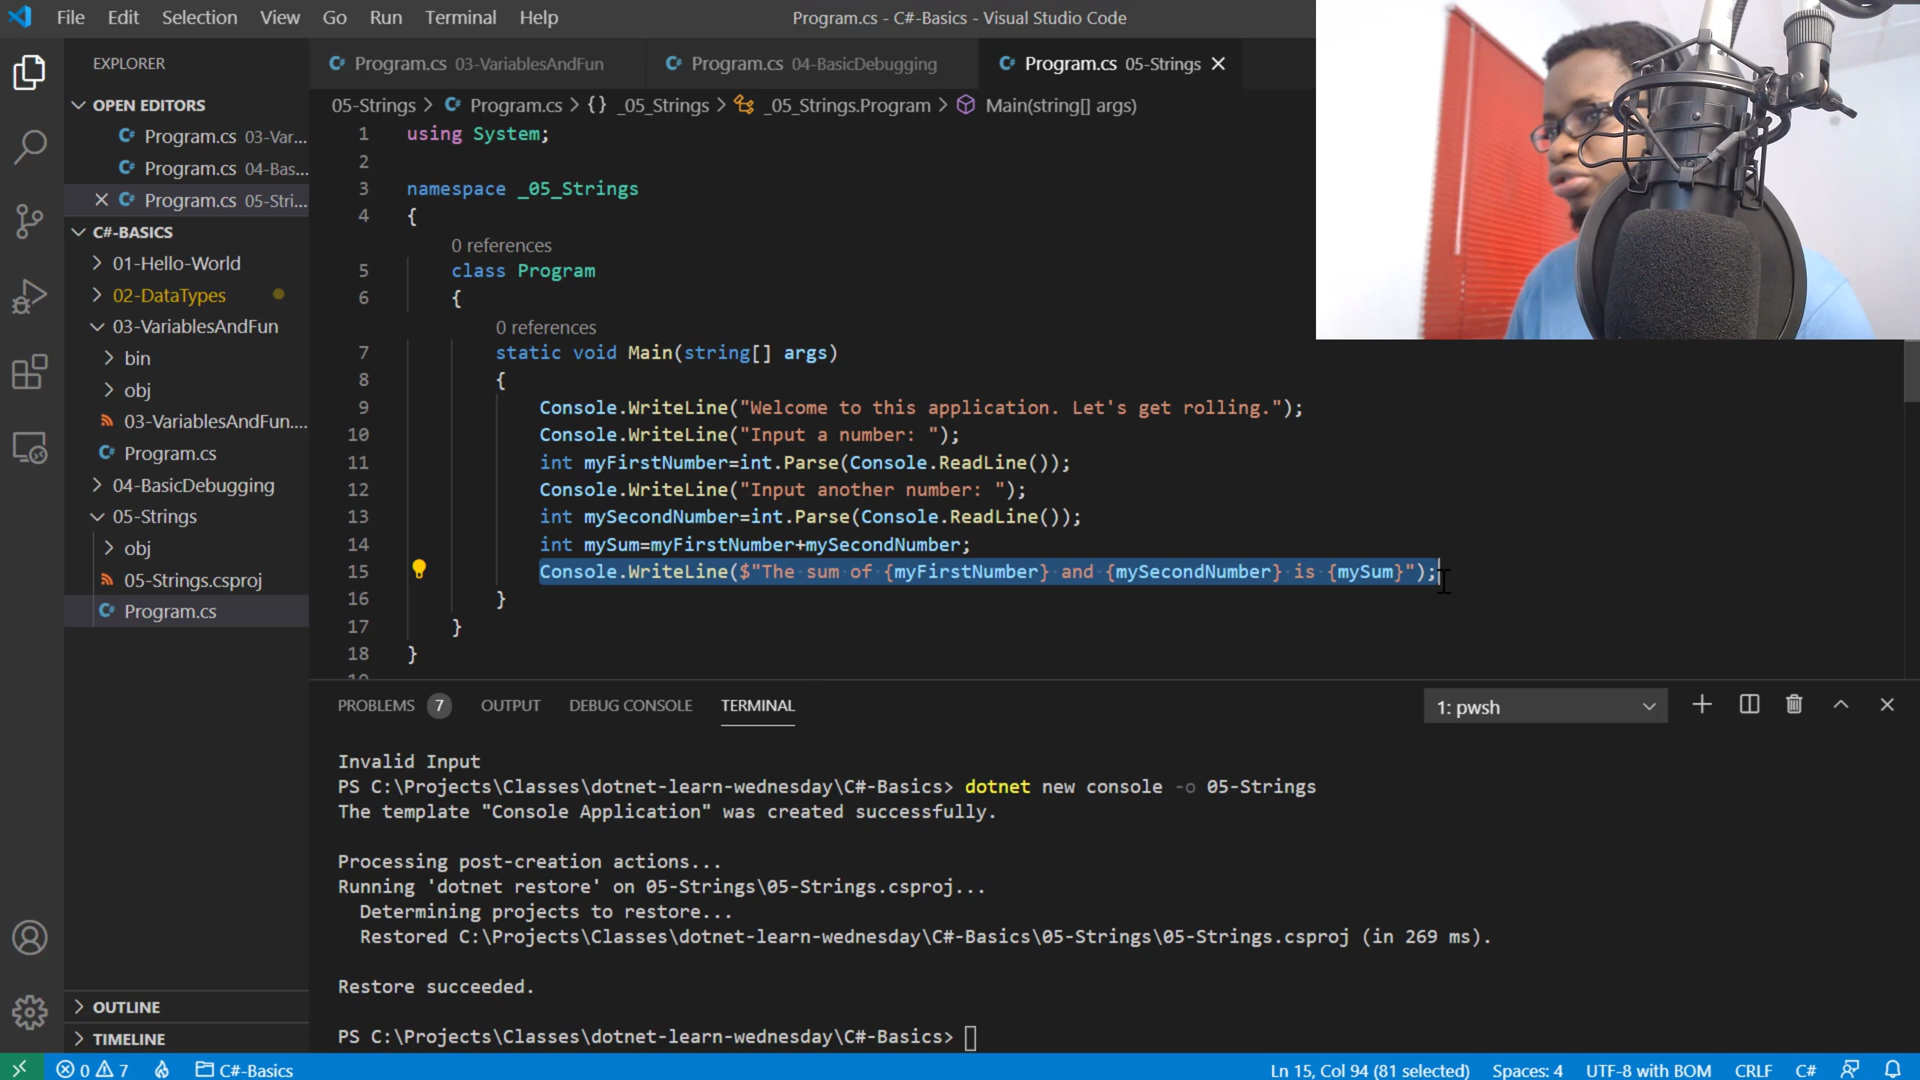 File Edit Selection View Go Run Terminal Help
Program.cs - C#-Basics - Visual Studio Code
EXPLORER
OPEN EDITORS
Program.cs 03-Var...
Program.cs 04-Bas...
Program.cs 05-Stri...
C#-BASICS
01-Hello-World
02-DataTypes
03-VariablesAndFun
bin
obj
03-VariablesAndFun....
Program.cs
04-BasicDebugging
05-Strings
obj
05-Strings.csproj
Program.cs
OUTLINE
TIMELINE
Program.cs 03-VariablesAndFun
Program.cs 04-BasicDebugging
Program.cs 05-Strings
05-Strings > Program.cs > {} _05_Strings > _05_Strings.Program > Main(string[] args)
1 using System;
2
3 namespace _05_Strings
4 {
0 references
5 class Program
6 {
0 references
7 static void Main(string[] args)
8 {
9 Console.WriteLine("Welcome to this application. Let's get rolling.");
10 Console.WriteLine("Input a number: ");
11 int myFirstNumber=int.Parse(Console.ReadLine());
12 Console.WriteLine("Input another number: ");
13 int mySecondNumber=int.Parse(Console.ReadLine());
14 int mySum=myFirstNumber+mySecondNumber;
15 Console.WriteLine($"The sum of {myFirstNumber} and {mySecondNumber} is {mySum}");
16 }
17 }
18 }
PROBLEMS 7 OUTPUT DEBUG CONSOLE TERMINAL
1: pwsh
Invalid Input
PS C:\Projects\Classes\dotnet-learn-wednesday\C#-Basics> dotnet new console -o 05-Strings
The template "Console Application" was created successfully.
Processing post-creation actions...
Running 'dotnet restore' on 05-Strings\05-Strings.csproj...
Determining projects to restore...
Restored C:\Projects\Classes\dotnet-learn-wednesday\C#-Basics\05-Strings\05-Strings.csproj (in 269 ms).
Restore succeeded.
PS C:\Projects\Classes\dotnet-learn-wednesday\C#-Basics>
0 7 C#-Basics
Ln 15, Col 94 (81 selected) Spaces: 4 UTF-8 with BOM CRLF C#